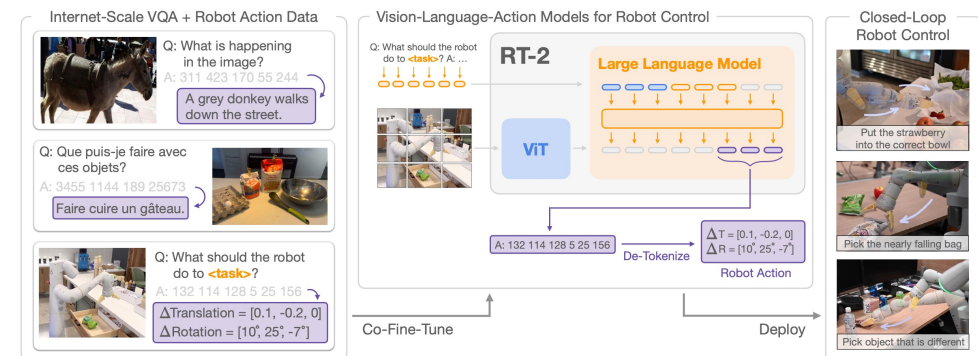 Internet-Scale VQA + Robot Action Data
Q: What is happening
in the image?
A: 311 423 170 55 244
A grey donkey walks
down the street.
Q: Que puis-je faire avec
ces objets?
A: 3455 1144 189 25673
Faire cuire un gâteau.
Q: What should the robot
do to <task>?
A: 132 114 128 5 25 156
ΔTranslation = [0.1, -0.2, 0]
ΔRotation = [10°, 25°, -7°]
Co-Fine-Tune
Vision-Language-Action Models for Robot Control
Q: What should the robot
do to <task>? A: …
RT-2
Large Language Model
ViT
A: 132 114 128 5 25 156
De-Tokenize
Δ T = [0.1, -0.2, 0]
Δ R = [10°, 25°, -7°]
Robot Action
Deploy
Closed-Loop
Robot Control
Put the strawberry
into the correct bowl
Pick the nearly falling bag
Pick object that is different